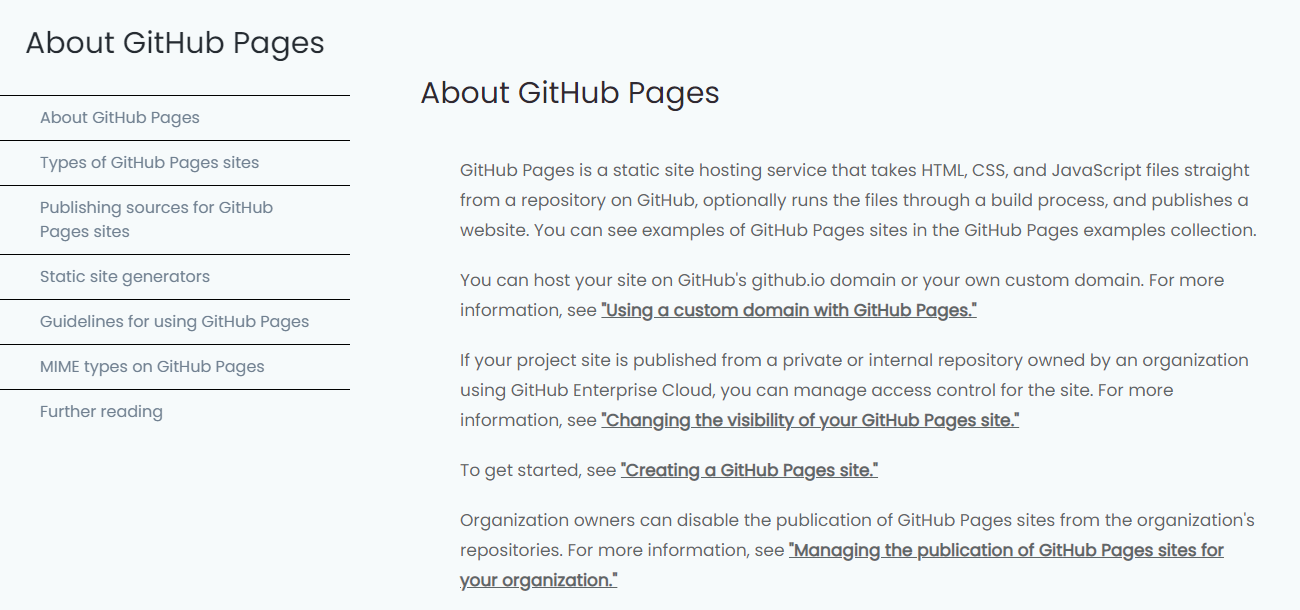 About GitHub Pages
About GitHub Pages
Types of GitHub Pages sites
Publishing sources for GitHub
Pages sites
Static site generators
Guidelines for using GitHub Pages
MIME types on GitHub Pages
Further reading
About GitHub Pages
GitHub Pages is a static site hosting service that takes HTML, CSS, and JavaScript files straight
from a repository on GitHub, optionally runs the files through a build process, and publishes a
website. You can see examples of GitHub Pages sites in the GitHub Pages examples collection.
You can host your site on GitHub's github.io domain or your own custom domain. For more
information, see "Using a custom domain with GitHub Pages."
If your project site is published from a private or internal repository owned by an organization
using GitHub Enterprise Cloud, you can manage access control for the site. For more
information, see "Changing the visibility of your GitHub Pages site."
To get started, see "Creating a GitHub Pages site."
Organization owners can disable the publication of GitHub Pages sites from the organization's
repositories. For more information, see "Managing the publication of GitHub Pages sites for
your organization."